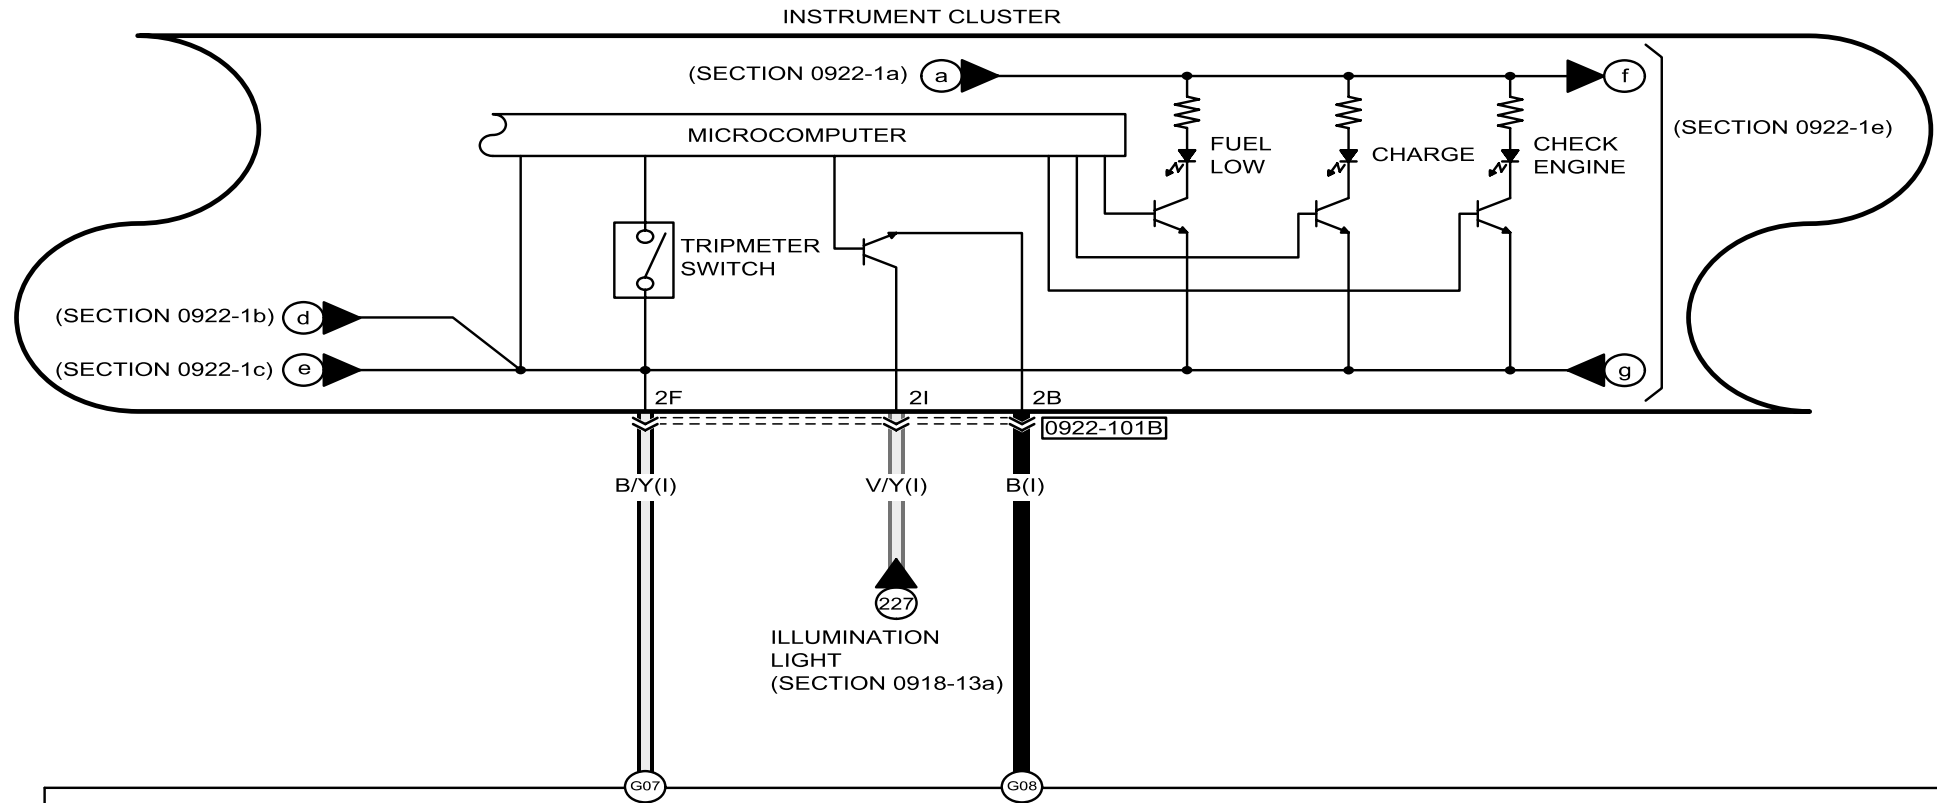 INSTRUMENT CLUSTER
(SECTION 0922-1a)
a
f
MICROCOMPUTER
(SECTION 0922-1e)
FUEL
LOW
CHARGE
CHECK
ENGINE
TRIPMETER
SWITCH
(SECTION 0922-1b)
d
(SECTION 0922-1c)
e
g
2F
2I
2B
0922-101B
B/Y(I)
V/Y(I)
B(I)
227
ILLUMINATION
LIGHT
(SECTION 0918-13a)
G07
G08